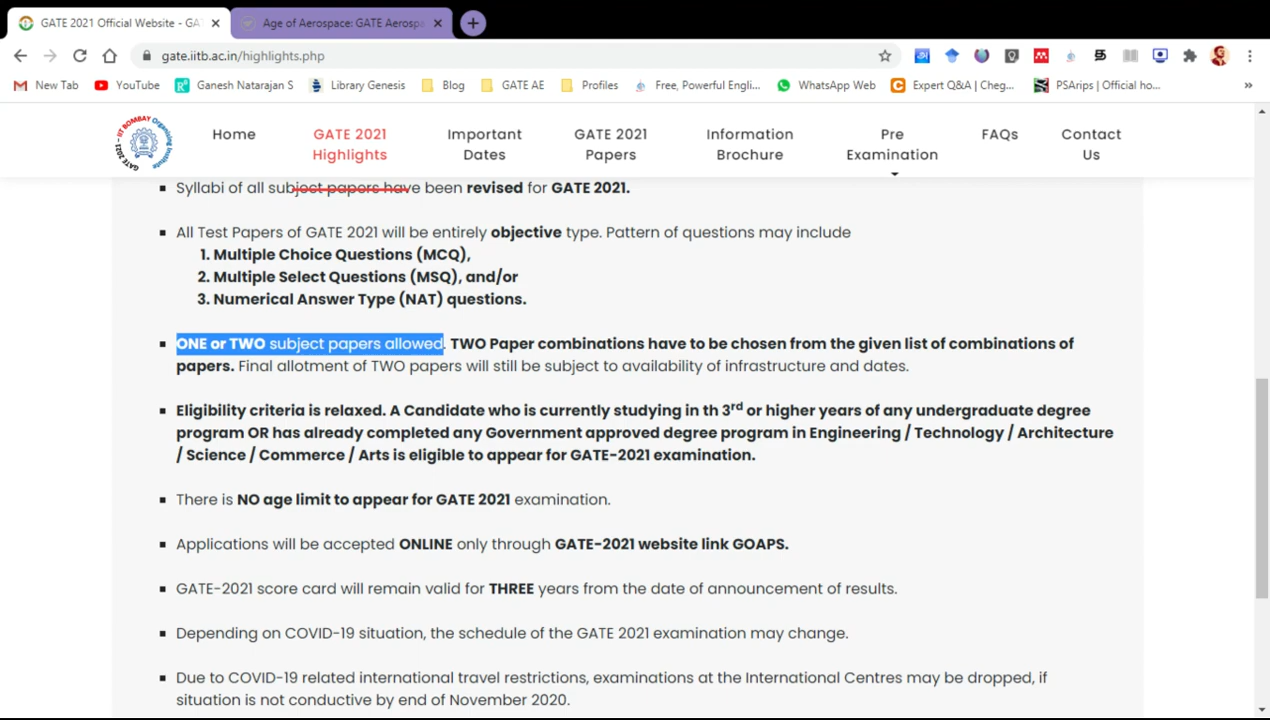 GATE 2021 Official Website - GA
Age of Aerospace: GATE Aerospa
gate.iitb.ac.in/highlights.php
New Tab YouTube Ganesh Natarajan S Library Genesis Blog GATE AE Profiles Free, Powerful Engli... WhatsApp Web Expert Q&A | Cheg... PSArips | Official ho... »
IIT BOMBAY Organising Institute GATE 2021
Home
GATE 2021 Highlights
Important Dates
GATE 2021 Papers
Information Brochure
Pre Examination
FAQs
Contact Us
Syllabi of all subject papers have been revised for GATE 2021.
All Test Papers of GATE 2021 will be entirely objective type. Pattern of questions may include
1. Multiple Choice Questions (MCQ),
2. Multiple Select Questions (MSQ), and/or
3. Numerical Answer Type (NAT) questions.
ONE or TWO subject papers allowed. TWO Paper combinations have to be chosen from the given list of combinations of
papers. Final allotment of TWO papers will still be subject to availability of infrastructure and dates.
Eligibility criteria is relaxed. A Candidate who is currently studying in th 3rd or higher years of any undergraduate degree
program OR has already completed any Government approved degree program in Engineering / Technology / Architecture
/ Science / Commerce / Arts is eligible to appear for GATE-2021 examination.
There is NO age limit to appear for GATE 2021 examination.
Applications will be accepted ONLINE only through GATE-2021 website link GOAPS.
GATE-2021 score card will remain valid for THREE years from the date of announcement of results.
Depending on COVID-19 situation, the schedule of the GATE 2021 examination may change.
Due to COVID-19 related international travel restrictions, examinations at the International Centres may be dropped, if
situation is not conductive by end of November 2020.